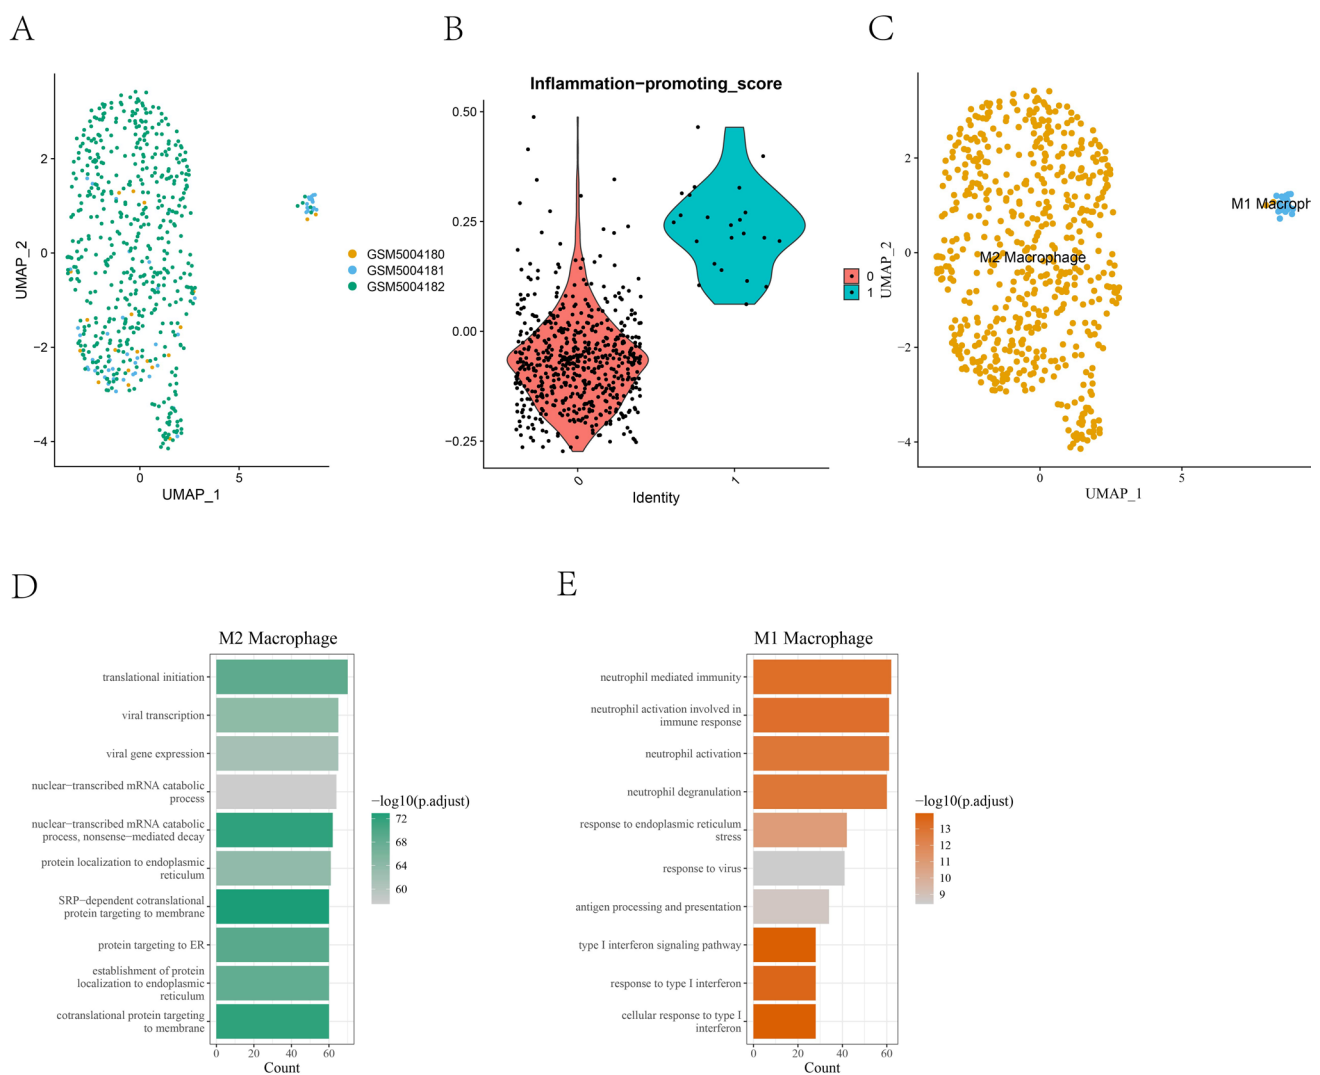 A
B
C
UMAP_2
2
0
−2
−4
0
5
UMAP_1
GSM5004180
GSM5004181
GSM5004182
Inflammation−promoting_score
0.50
0.25
0.00
−0.25
0
1
Identity
0
1
UMAP_2
2
0
−2
−4
M1 Macroph
M2 Macrophage
0
5
UMAP_1
D
M2 Macrophage
translational initiation
viral transcription
viral gene expression
nuclear−transcribed mRNA catabolic
process
nuclear−transcribed mRNA catabolic
process, nonsense−mediated decay
protein localization to endoplasmic
reticulum
SRP−dependent cotranslational
protein targeting to membrane
protein targeting to ER
establishment of protein
localization to endoplasmic
reticulum
cotranslational protein targeting
to membrane
0
20
40
60
Count
−log10(p.adjust)
72
68
64
60
E
M1 Macrophage
neutrophil mediated immunity
neutrophil activation involved in
immune response
neutrophil activation
neutrophil degranulation
response to endoplasmic reticulum
stress
response to virus
antigen processing and presentation
type I interferon signaling pathway
response to type I interferon
cellular response to type I
interferon
0
20
40
60
Count
−log10(p.adjust)
13
12
11
10
9